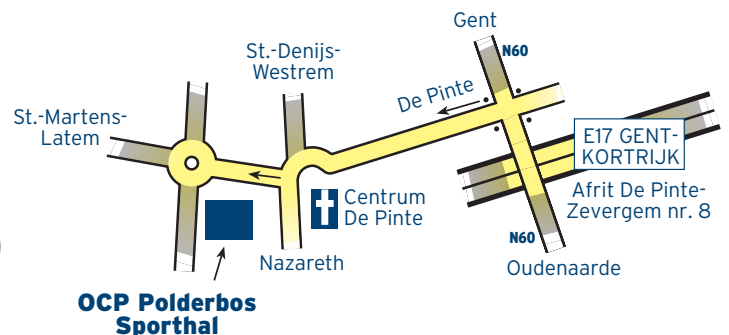 Gent
N60
St.-Denijs-
Westrem
De Pinte
St.-Martens-
Latem
E17 GENT-
KORTRIJK
Afrit De Pinte-
Zevergem nr. 8
Centrum
De Pinte
N60
Nazareth
Oudenaarde
OCP Polderbos
Sporthal